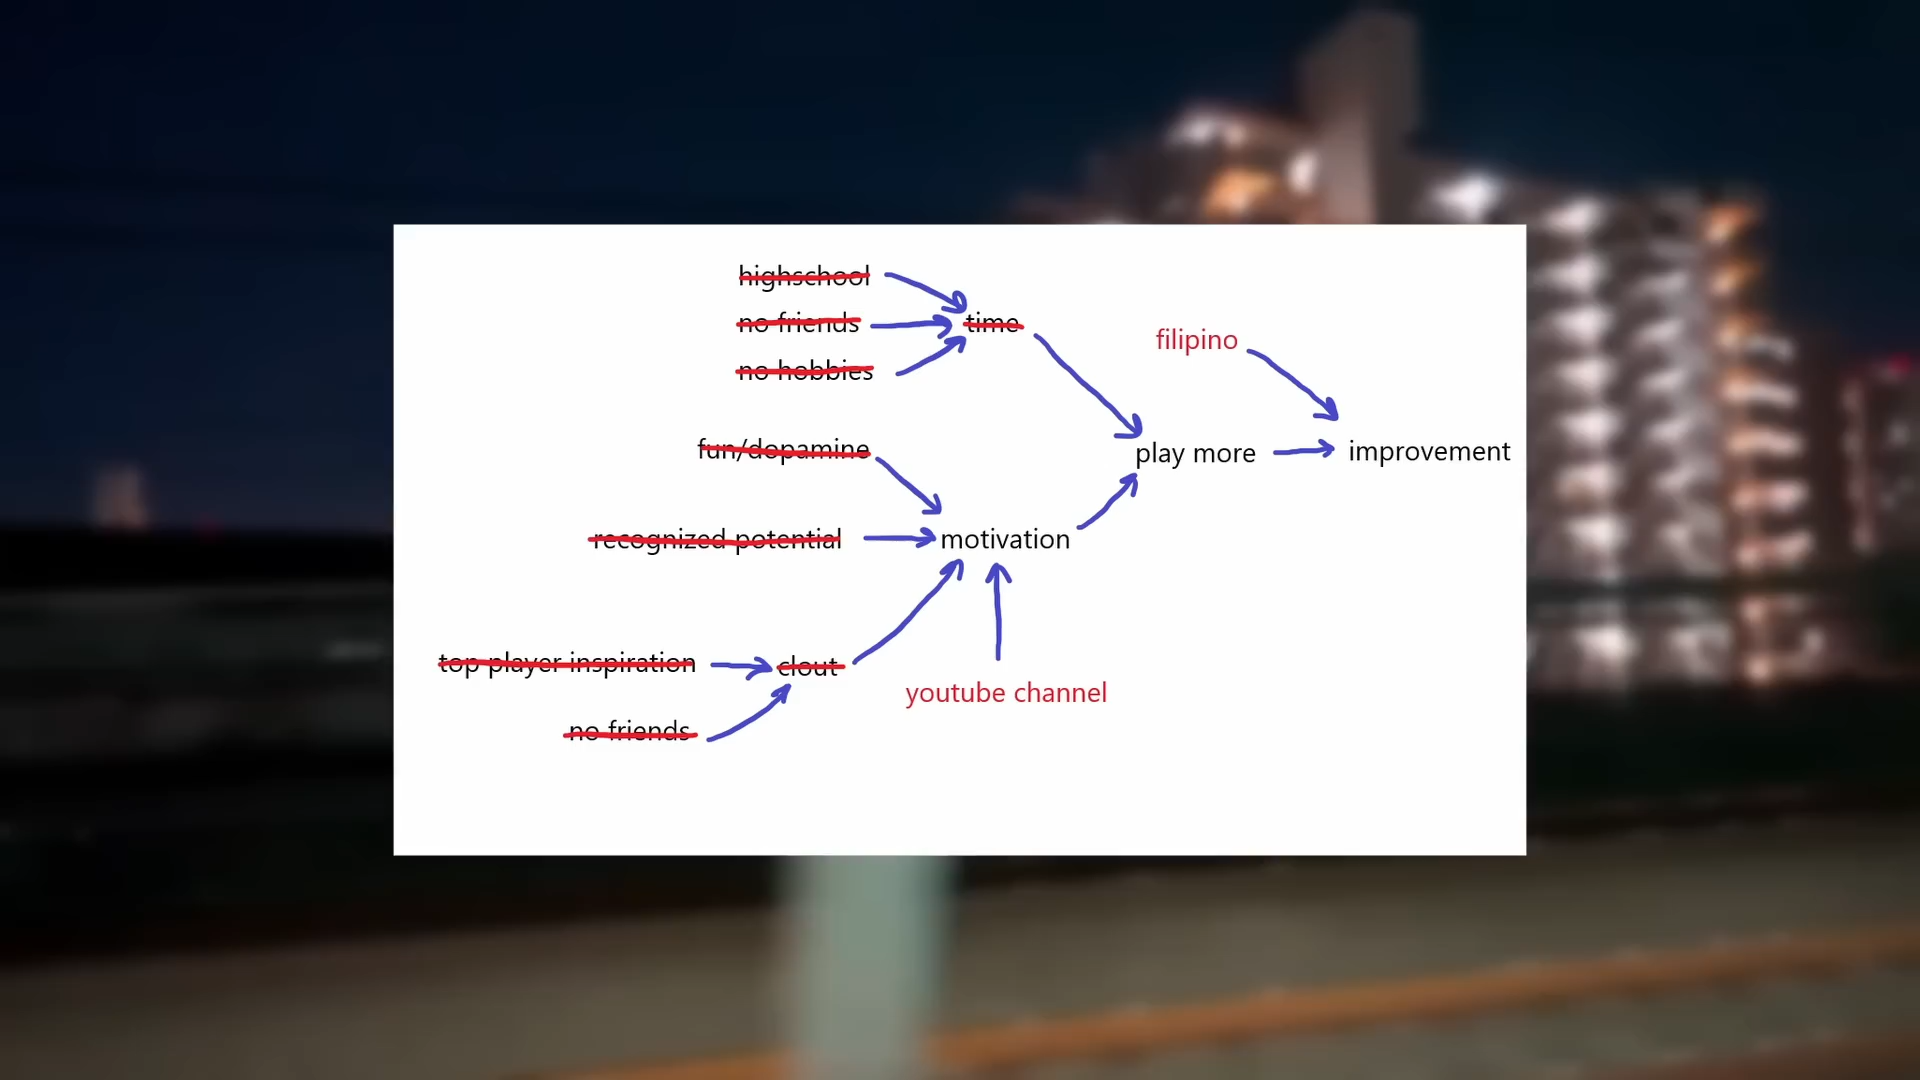 highschool
no friends
time
no hobbies
filipino
fun/dopamine
play more
improvement
recognized potential
motivation
top player inspiration
clout
youtube channel
no friends